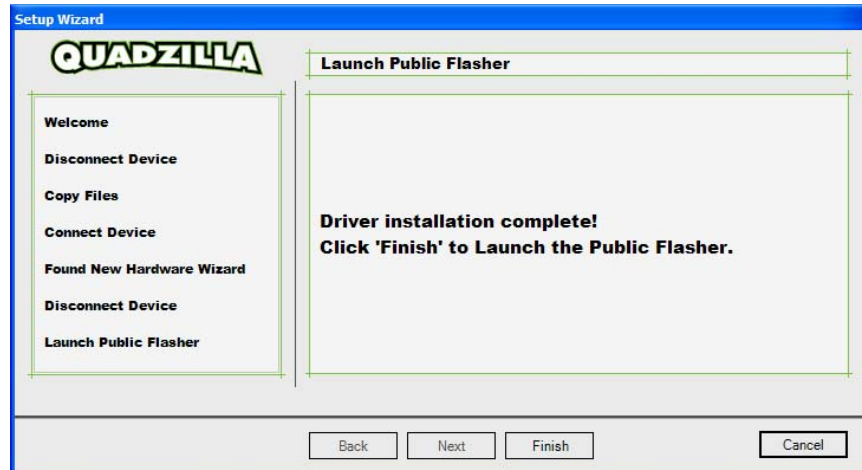 Setup Wizard
QUADZILLA
Launch Public Flasher
Welcome
Disconnect Device
Copy Files
Connect Device
Found New Hardware Wizard
Disconnect Device
Launch Public Flasher
Driver installation complete!
Click 'Finish' to Launch the Public Flasher.
Back Next Finish Cancel